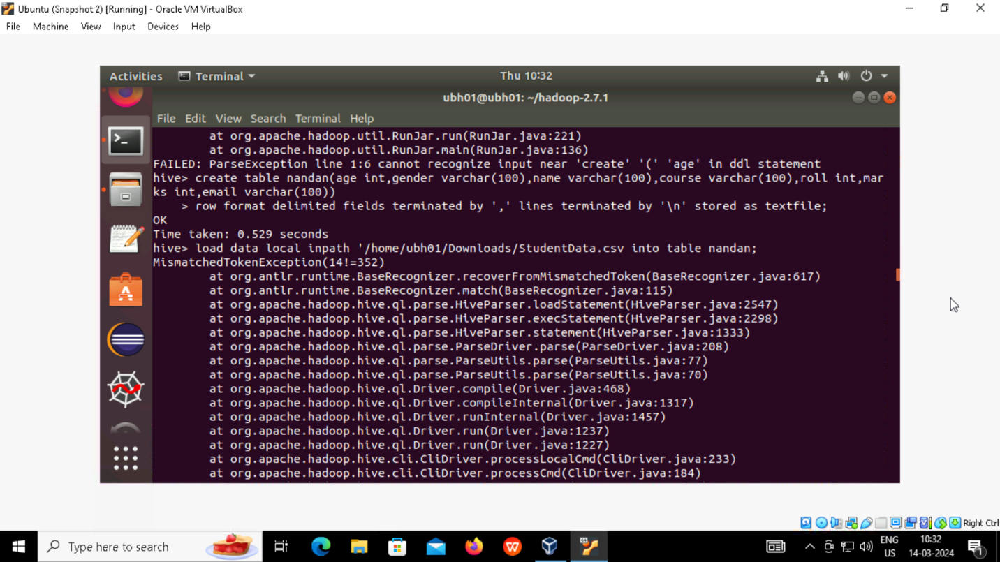 Ubuntu (Snapshot 2) [Running] - Oracle VM VirtualBox
File Machine View Input Devices Help
Activities Terminal Thu 10:32
ubh01@ubh01: ~/hadoop-2.7.1
File Edit View Search Terminal Help
at org.apache.hadoop.util.RunJar.run(RunJar.java:221)
at org.apache.hadoop.util.RunJar.main(RunJar.java:136)
FAILED: ParseException line 1:6 cannot recognize input near 'create' '(' 'age' in ddl statement
hive> create table nandan(age int,gender varchar(100),name varchar(100),course varchar(100),roll int,mar
ks int,email varchar(100))
> row format delimited fields terminated by ',' lines terminated by '\n' stored as textfile;
OK
Time taken: 0.529 seconds
hive> load data local inpath '/home/ubh01/Downloads/StudentData.csv into table nandan;
MismatchedTokenException(14!=352)
at org.antlr.runtime.BaseRecognizer.recoverFromMismatchedToken(BaseRecognizer.java:617)
at org.antlr.runtime.BaseRecognizer.match(BaseRecognizer.java:115)
at org.apache.hadoop.hive.ql.parse.HiveParser.loadStatement(HiveParser.java:2547)
at org.apache.hadoop.hive.ql.parse.HiveParser.execStatement(HiveParser.java:2298)
at org.apache.hadoop.hive.ql.parse.HiveParser.statement(HiveParser.java:1333)
at org.apache.hadoop.hive.ql.parse.ParseDriver.parse(ParseDriver.java:208)
at org.apache.hadoop.hive.ql.parse.ParseUtils.parse(ParseUtils.java:77)
at org.apache.hadoop.hive.ql.parse.ParseUtils.parse(ParseUtils.java:70)
at org.apache.hadoop.hive.ql.Driver.compile(Driver.java:468)
at org.apache.hadoop.hive.ql.Driver.compileInternal(Driver.java:1317)
at org.apache.hadoop.hive.ql.Driver.runInternal(Driver.java:1457)
at org.apache.hadoop.hive.ql.Driver.run(Driver.java:1237)
at org.apache.hadoop.hive.ql.Driver.run(Driver.java:1227)
at org.apache.hadoop.hive.cli.CliDriver.processLocalCmd(CliDriver.java:233)
at org.apache.hadoop.hive.cli.CliDriver.processCmd(CliDriver.java:184)
Right Ctrl
Type here to search
ENG
US
10:32
14-03-2024
1